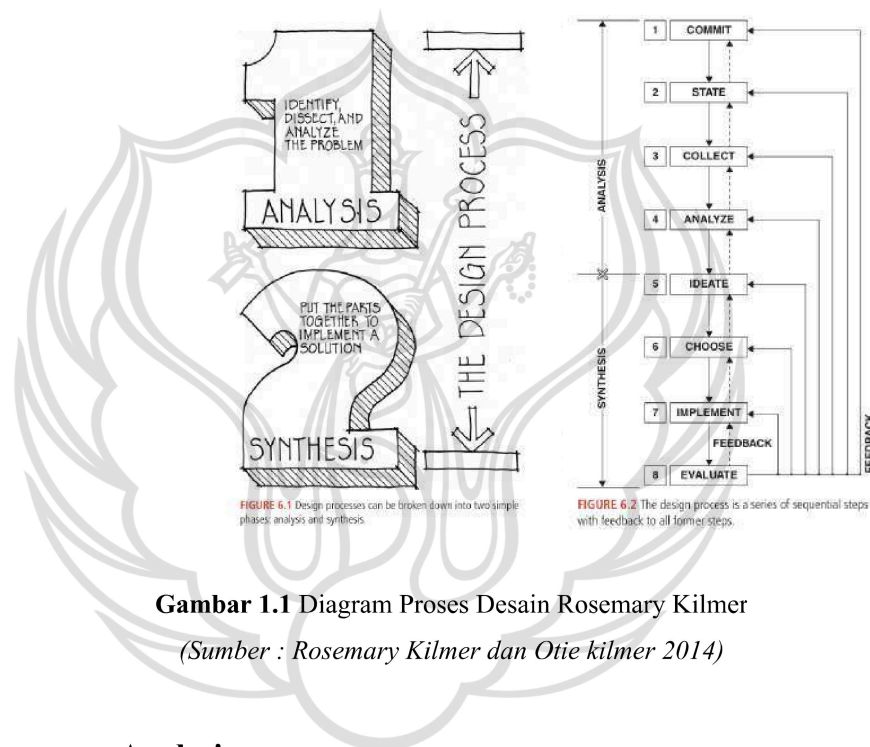 IDENTIFY,
DISSECT, AND
ANALYZE
THE PROBLEM
ANALYSIS
PUT THE PARTS
TOGETHER TO
IMPLEMENT A
SOLUTION
SYNTHESIS
THE DESIGN PROCESS
FIGURE 6.1 Design processes can be broken down into two simple
phases: analysis and synthesis.
ANALYSIS
SYNTHESIS
1 COMMIT
2 STATE
3 COLLECT
4 ANALYZE
5 IDEATE
6 CHOOSE
7 IMPLEMENT
FEEDBACK
8 EVALUATE
FEEDBACK
FIGURE 6.2 The design process is a series of sequential steps
with feedback to all former steps.
Gambar 1.1 Diagram Proses Desain Rosemary Kilmer
(Sumber : Rosemary Kilmer dan Otie kilmer 2014)